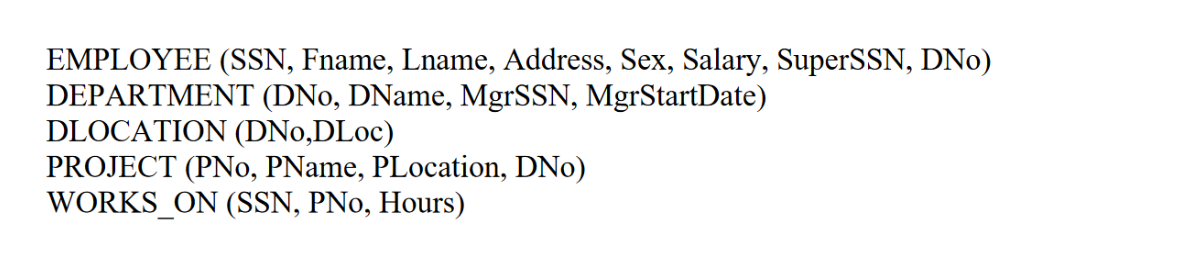 EMPLOYEE (SSN, Fname, Lname, Address, Sex, Salary, SuperSSN, DNo)
DEPARTMENT (DNo, DName, MgrSSN, MgrStartDate)
DLOCATION (DNo,DLoc)
PROJECT (PNo, PName, PLocation, DNo)
WORKS_ON (SSN, PNo, Hours)